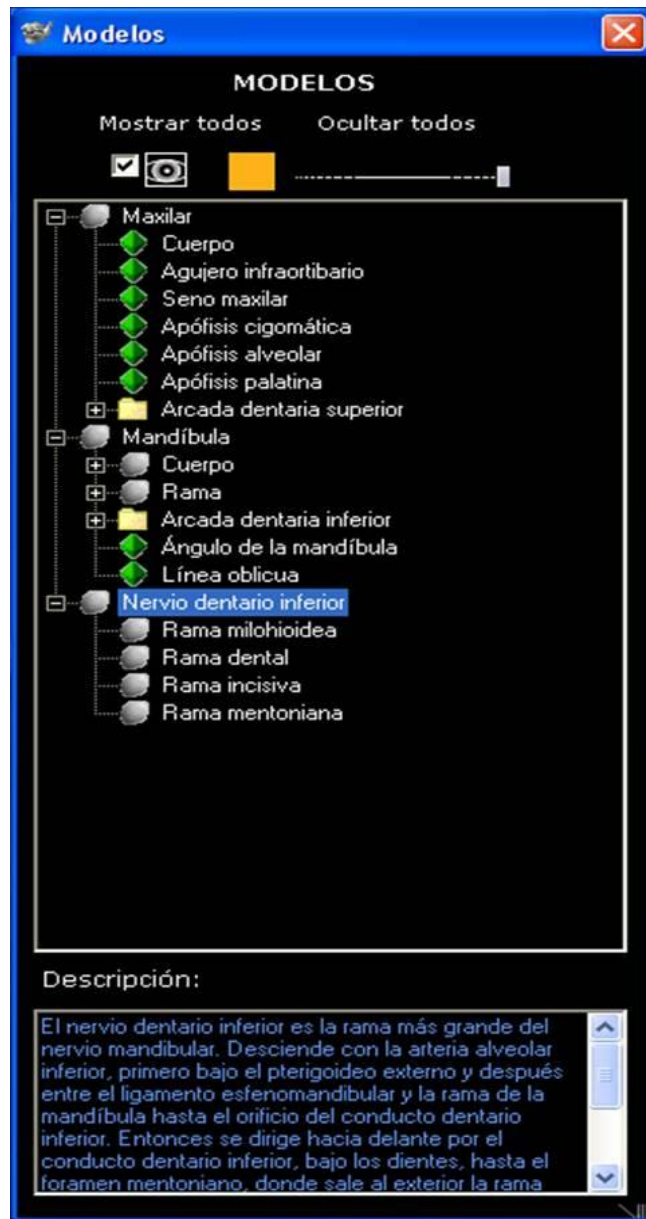 Modelos
MODELOS
Mostrar todos Ocultar todos
Maxilar
Cuerpo
Agujero infraortibario
Seno maxilar
Apófisis cigomática
Apófisis alveolar
Apófisis palatina
Arcada dentaria superior
Mandíbula
Cuerpo
Rama
Arcada dentaria inferior
Ángulo de la mandíbula
Línea oblicua
Nervio dentario inferior
Rama milohioidea
Rama dental
Rama incisiva
Rama mentoniana
Descripción:
El nervio dentario inferior es la rama más grande del
nervio mandibular. Desciende con la arteria alveolar
inferior, primero bajo el pterigoideo externo y después
entre el ligamento esfenomandibular y la rama de la
mandíbula hasta el orificio del conducto dentario
inferior. Entonces se dirige hacia delante por el
conducto dentario inferior, bajo los dientes, hasta el
foramen mentoniano, donde sale al exterior la rama